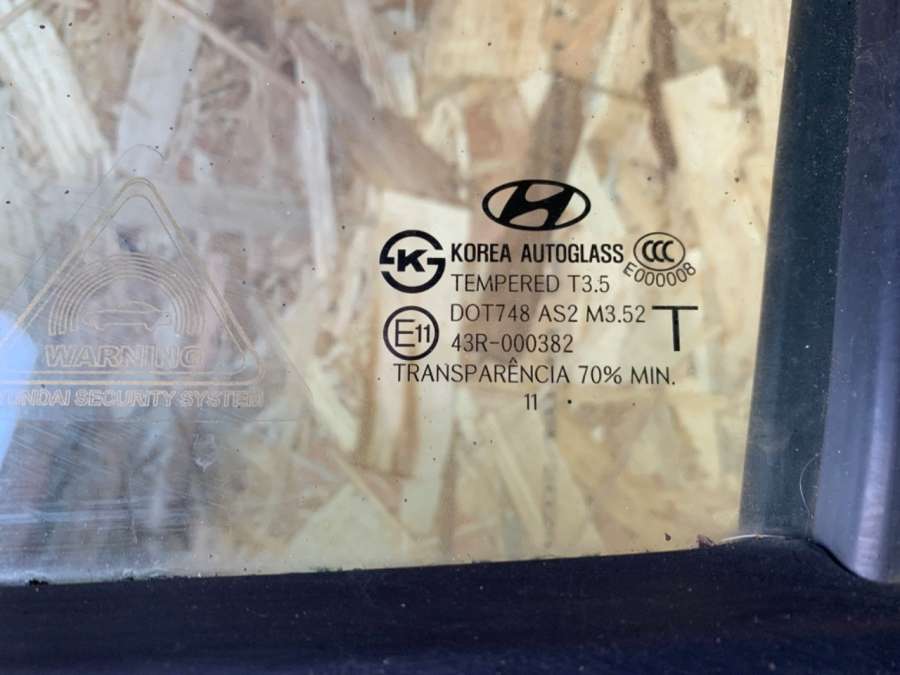 K KOREA AUTOGLASS CCC
E000008
TEMPERED T3.5
DOT748 AS2 M3.52 T
E11 43R-000382
TRANSPARÊNCIA 70% MIN.
11
WARNING
HYUNDAI SECURITY SYSTEM